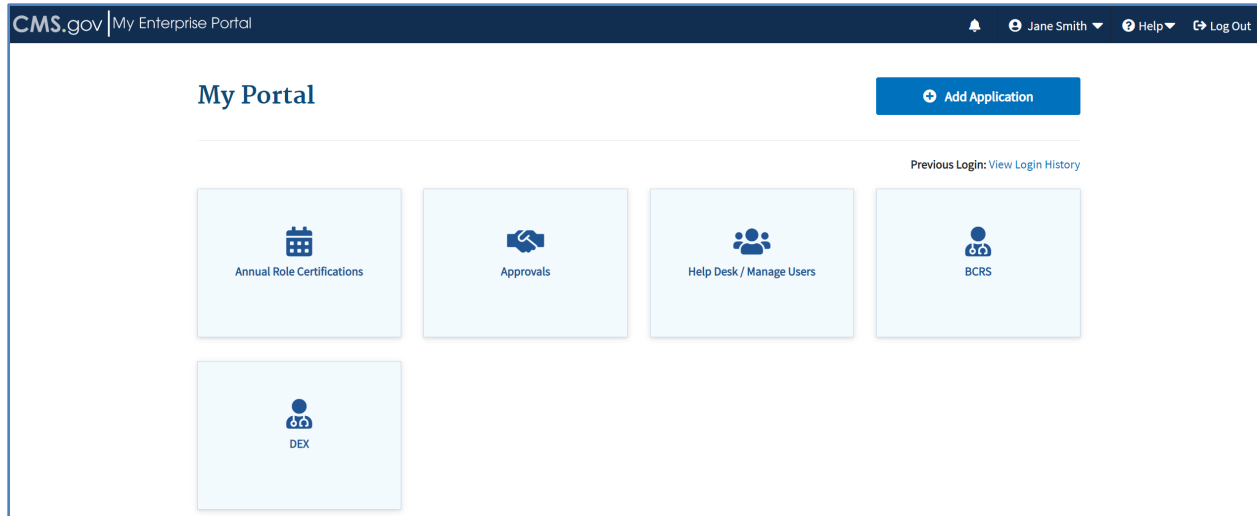 CMS.gov My Enterprise Portal
Jane Smith Help Log Out
My Portal
Add Application
Previous Login: View Login History
Annual Role Certifications
Approvals
Help Desk / Manage Users
BCRS
DEX